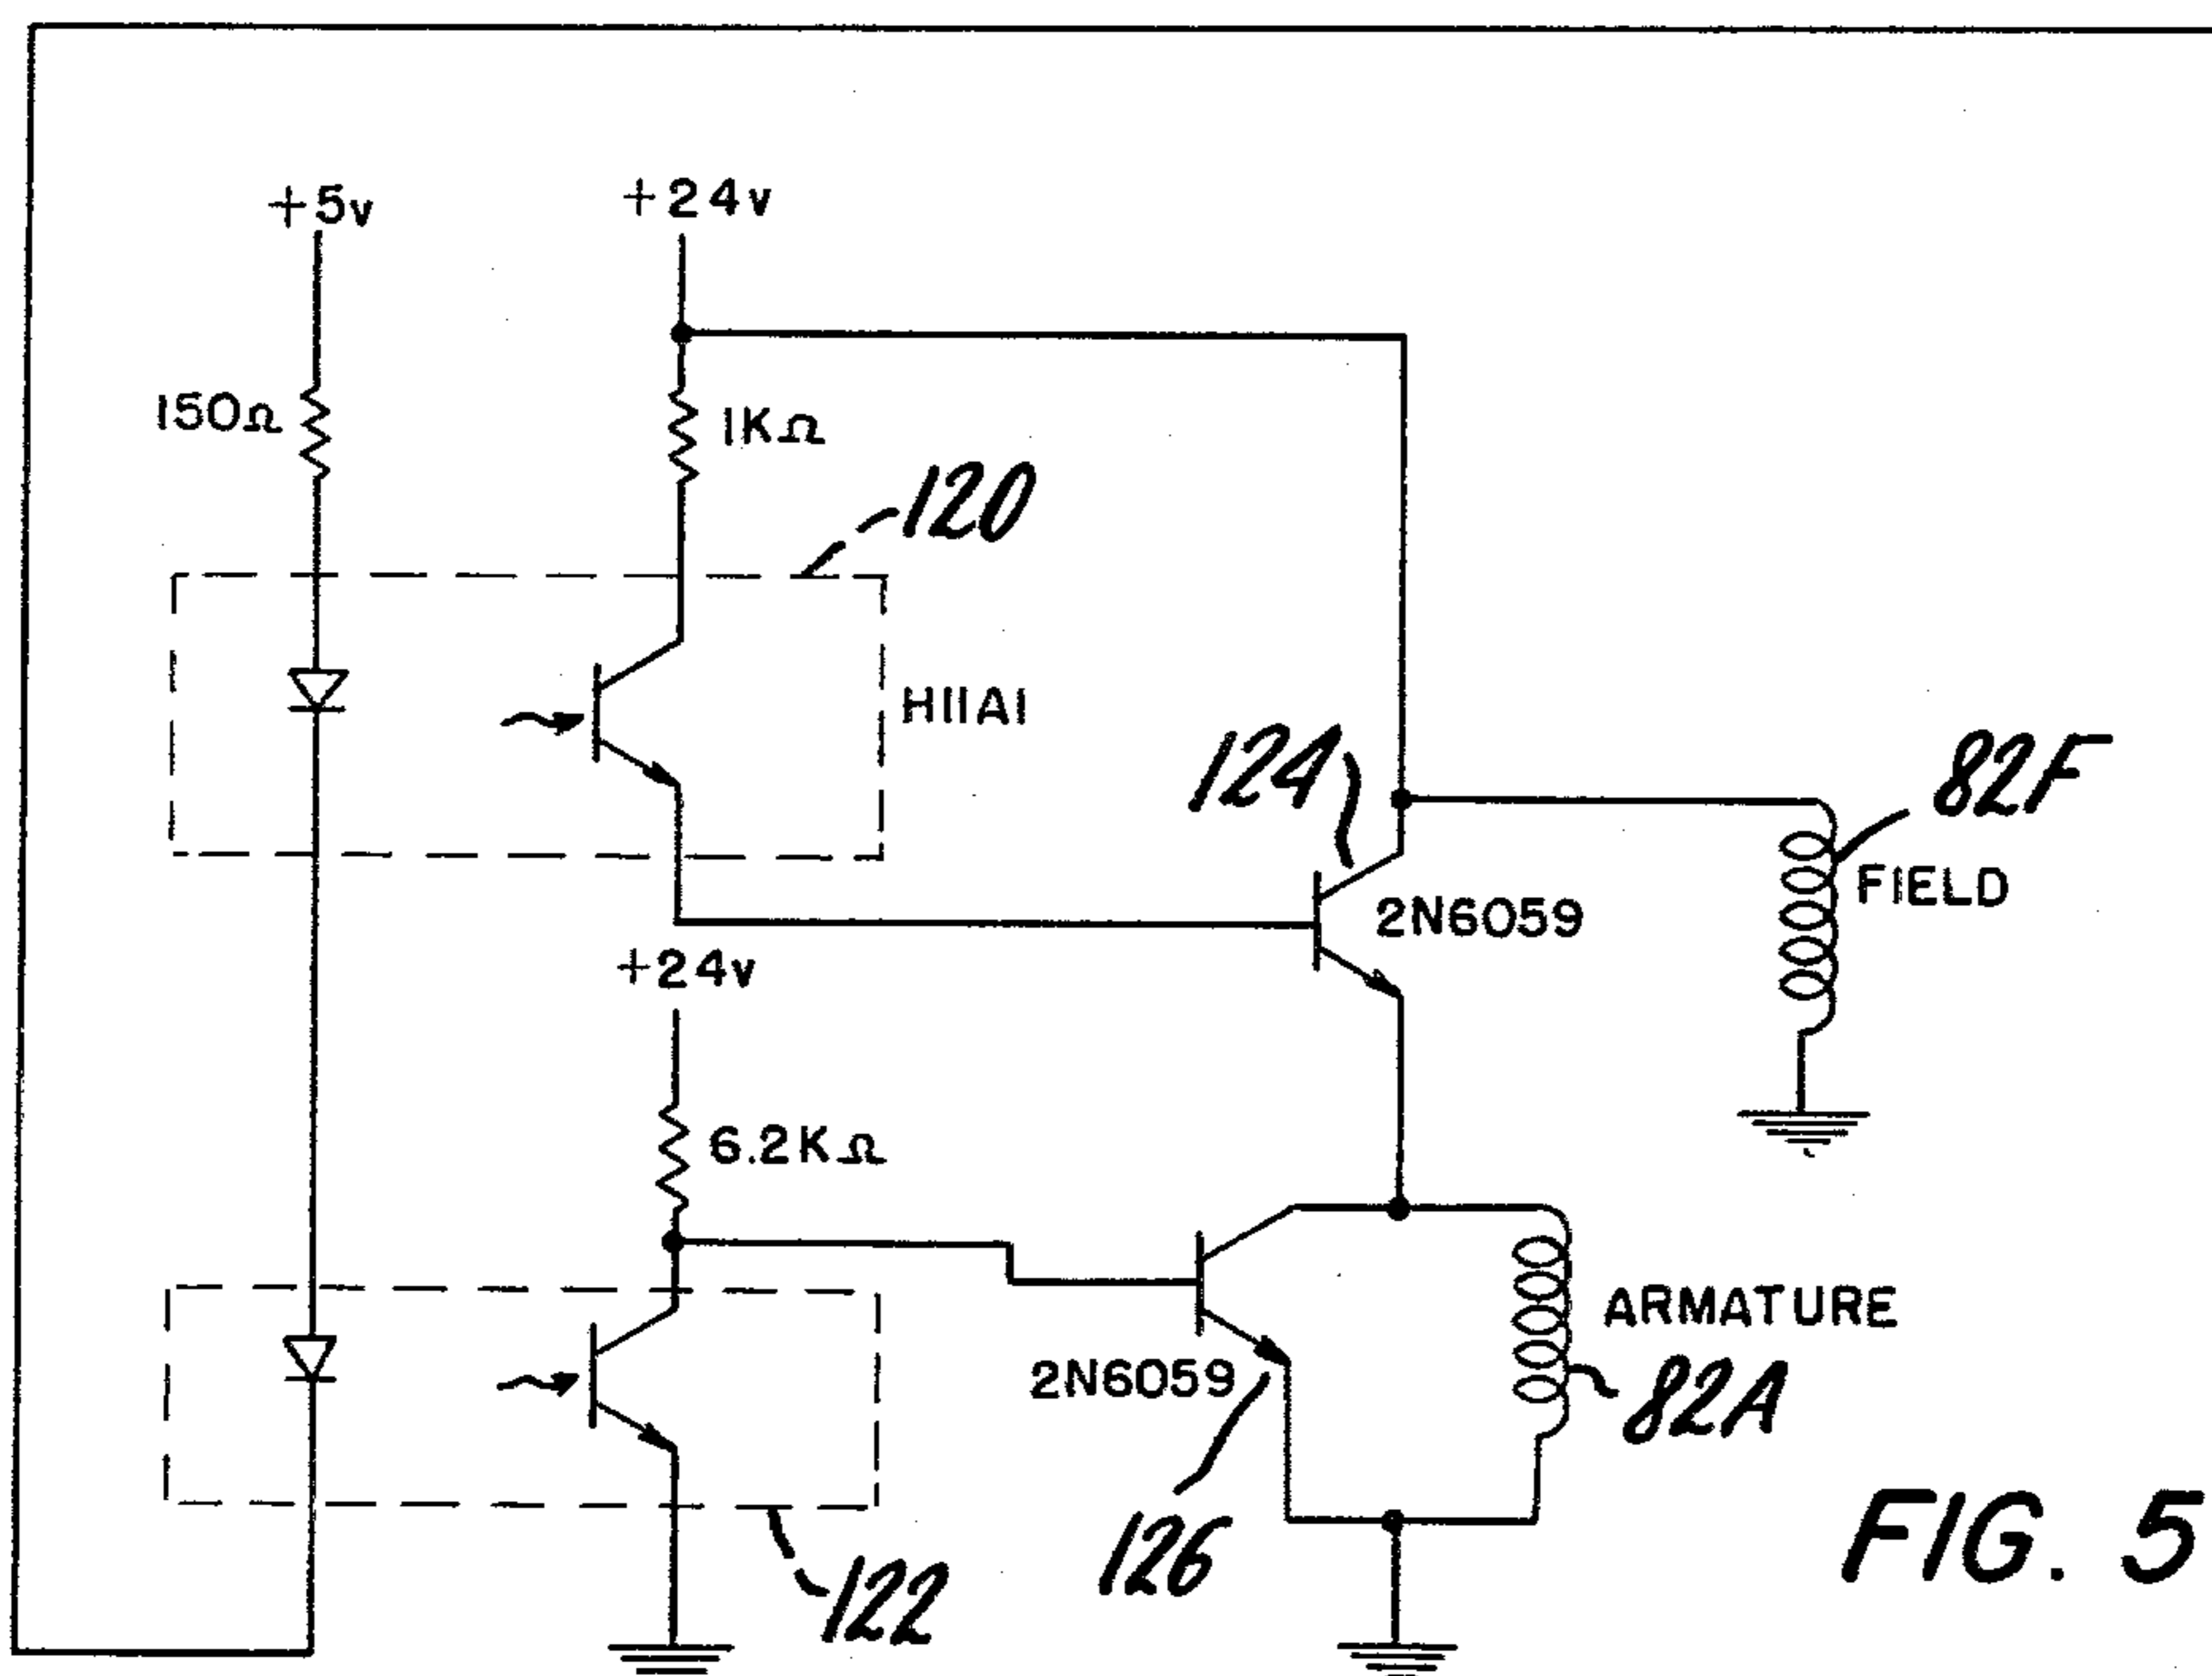 +5v
+24v
150Ω
1KΩ
120
H11A1
124
82F
FIELD
2N6059
+24v
6.2KΩ
ARMATURE
2N6059
82A
126
122
FIG. 5